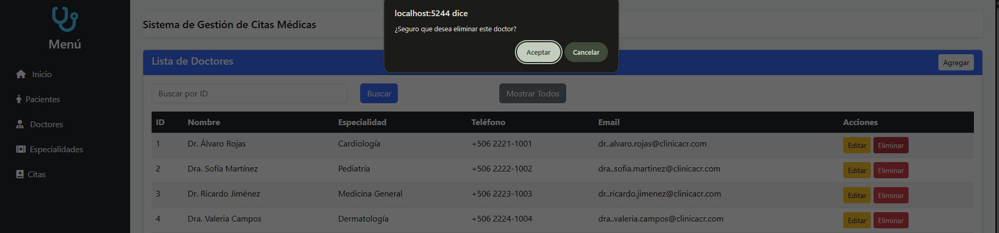 localhost:5244 dice
¿Seguro que desea eliminar este doctor?
Aceptar Cancelar
Menú
Inicio
Pacientes
Doctores
Especialidades
Citas
Sistema de Gestión de Citas Médicas
Lista de Doctores Agregar
Buscar por ID Buscar Mostrar Todos
ID Nombre Especialidad Teléfono Email Acciones
1 Dr. Álvaro Rojas Cardiología +506 2221-1001 dr..alvaro.rojas@clinicacr.com Editar Eliminar
2 Dra. Sofía Martínez Pediatría +506 2222-1002 dra..sofia.martinez@clinicacr.com Editar Eliminar
3 Dr. Ricardo Jiménez Medicina General +506 2223-1003 dr..ricardo.jimenez@clinicacr.com Editar Eliminar
4 Dra. Valeria Campos Dermatología +506 2224-1004 dra..valeria.campos@clinicacr.com Editar Eliminar